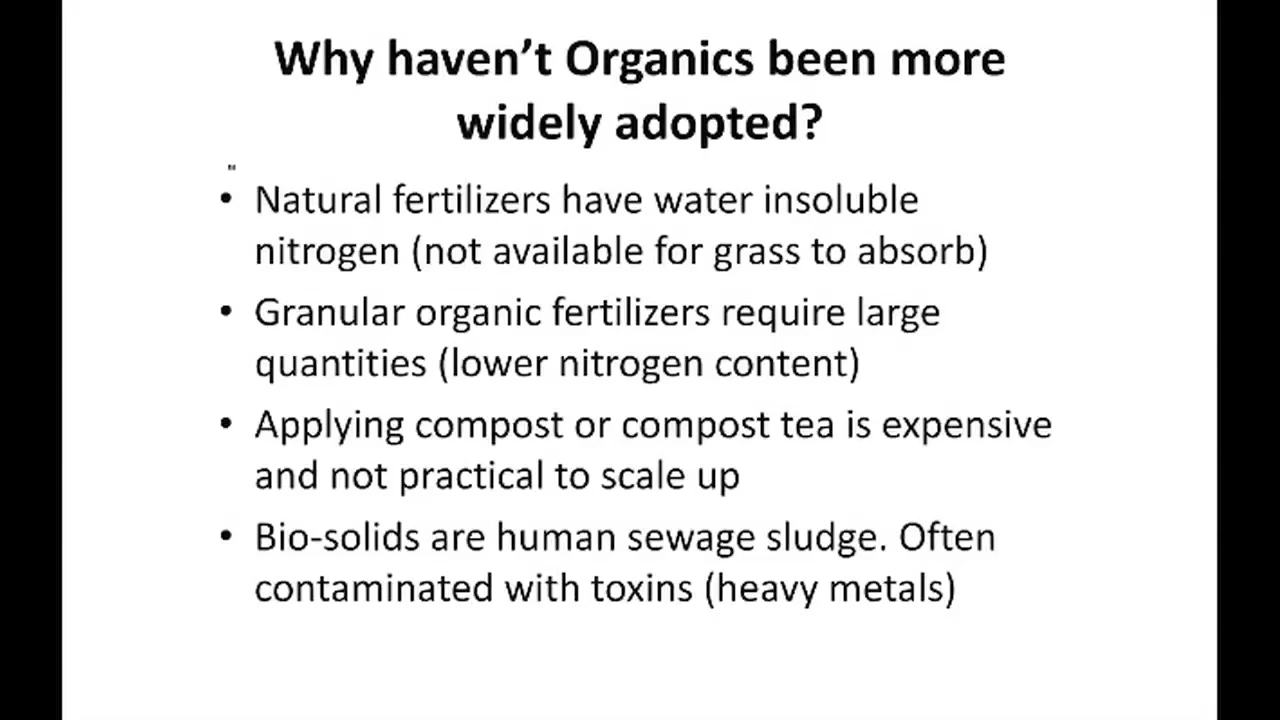 Why haven’t Organics been more
widely adopted?
"
• Natural fertilizers have water insoluble
nitrogen (not available for grass to absorb)
• Granular organic fertilizers require large
quantities (lower nitrogen content)
• Applying compost or compost tea is expensive
and not practical to scale up
• Bio-solids are human sewage sludge. Often
contaminated with toxins (heavy metals)